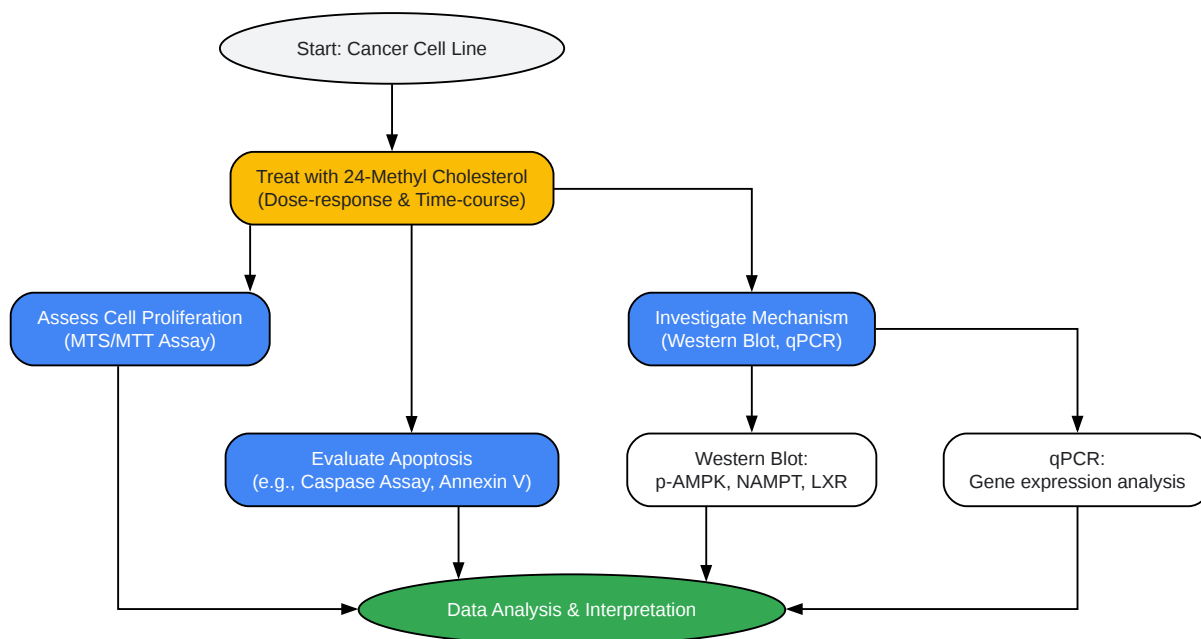 Start: Cancer Cell Line
Treat with 24-Methyl Cholesterol
(Dose-response & Time-course)
Assess Cell Proliferation
(MTS/MTT Assay)
Investigate Mechanism
(Western Blot, qPCR)
Evaluate Apoptosis
(e.g., Caspase Assay, Annexin V)
Western Blot:
p-AMPK, NAMPT, LXR
qPCR:
Gene expression analysis
Data Analysis & Interpretation